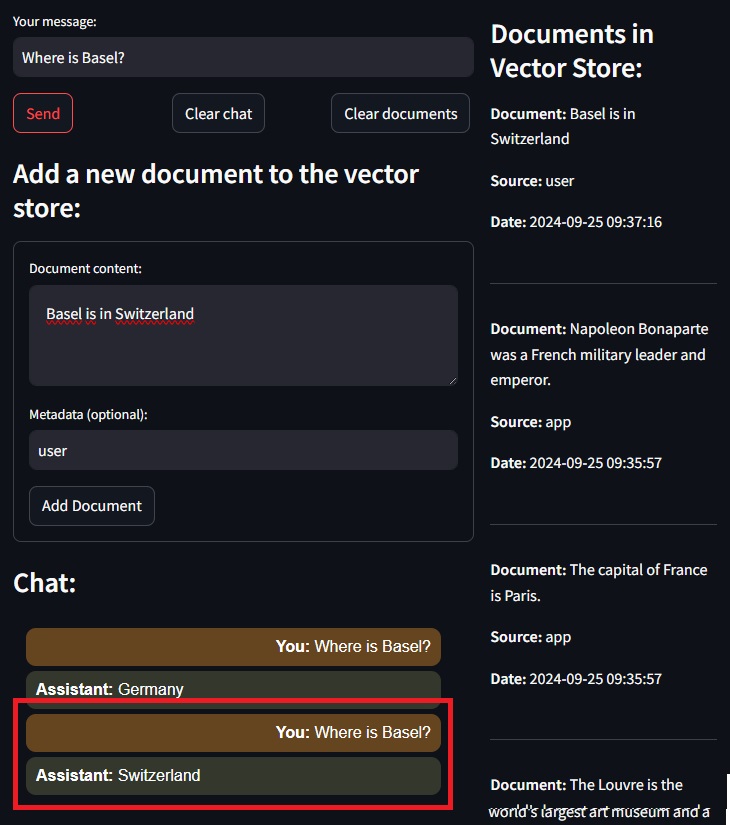 Your message:
Where is Basel?
Send
Clear chat
Clear documents
Add a new document to the vector
store:
Document content:
Basel is in Switzerland
Metadata (optional):
user
Add Document
Chat:
You: Where is Basel?
Assistant: Germany
You: Where is Basel?
Assistant: Switzerland
Documents in
Vector Store:
Document: Basel is in
Switzerland
Source: user
Date: 2024-09-25 09:37:16
Document: Napoleon Bonaparte
was a French military leader and
emperor.
Source: app
Date: 2024-09-25 09:35:57
Document: The capital of France
is Paris.
Source: app
Date: 2024-09-25 09:35:57
Document: The Louvre is the
world's largest art museum and a